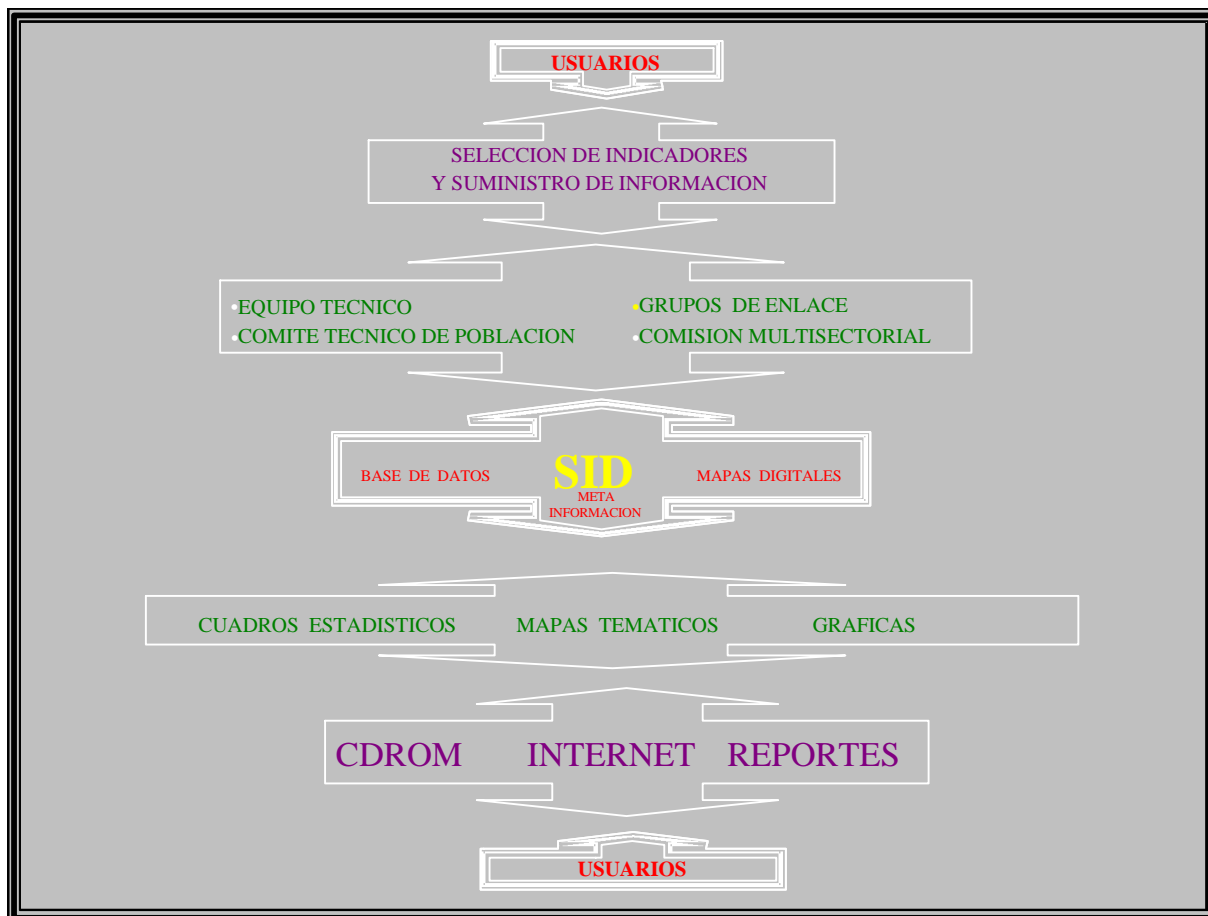 USUARIOS
SELECCION DE INDICADORES
Y SUMINISTRO DE INFORMACION
•EQUIPO TECNICO
•COMITE TECNICO DE POBLACION
•GRUPOS DE ENLACE
•COMISION MULTISECTORIAL
BASE DE DATOS
SID
META
INFORMACION
MAPAS DIGITALES
CUADROS ESTADISTICOS MAPAS TEMATICOS GRAFICAS
CDROM INTERNET REPORTES
USUARIOS